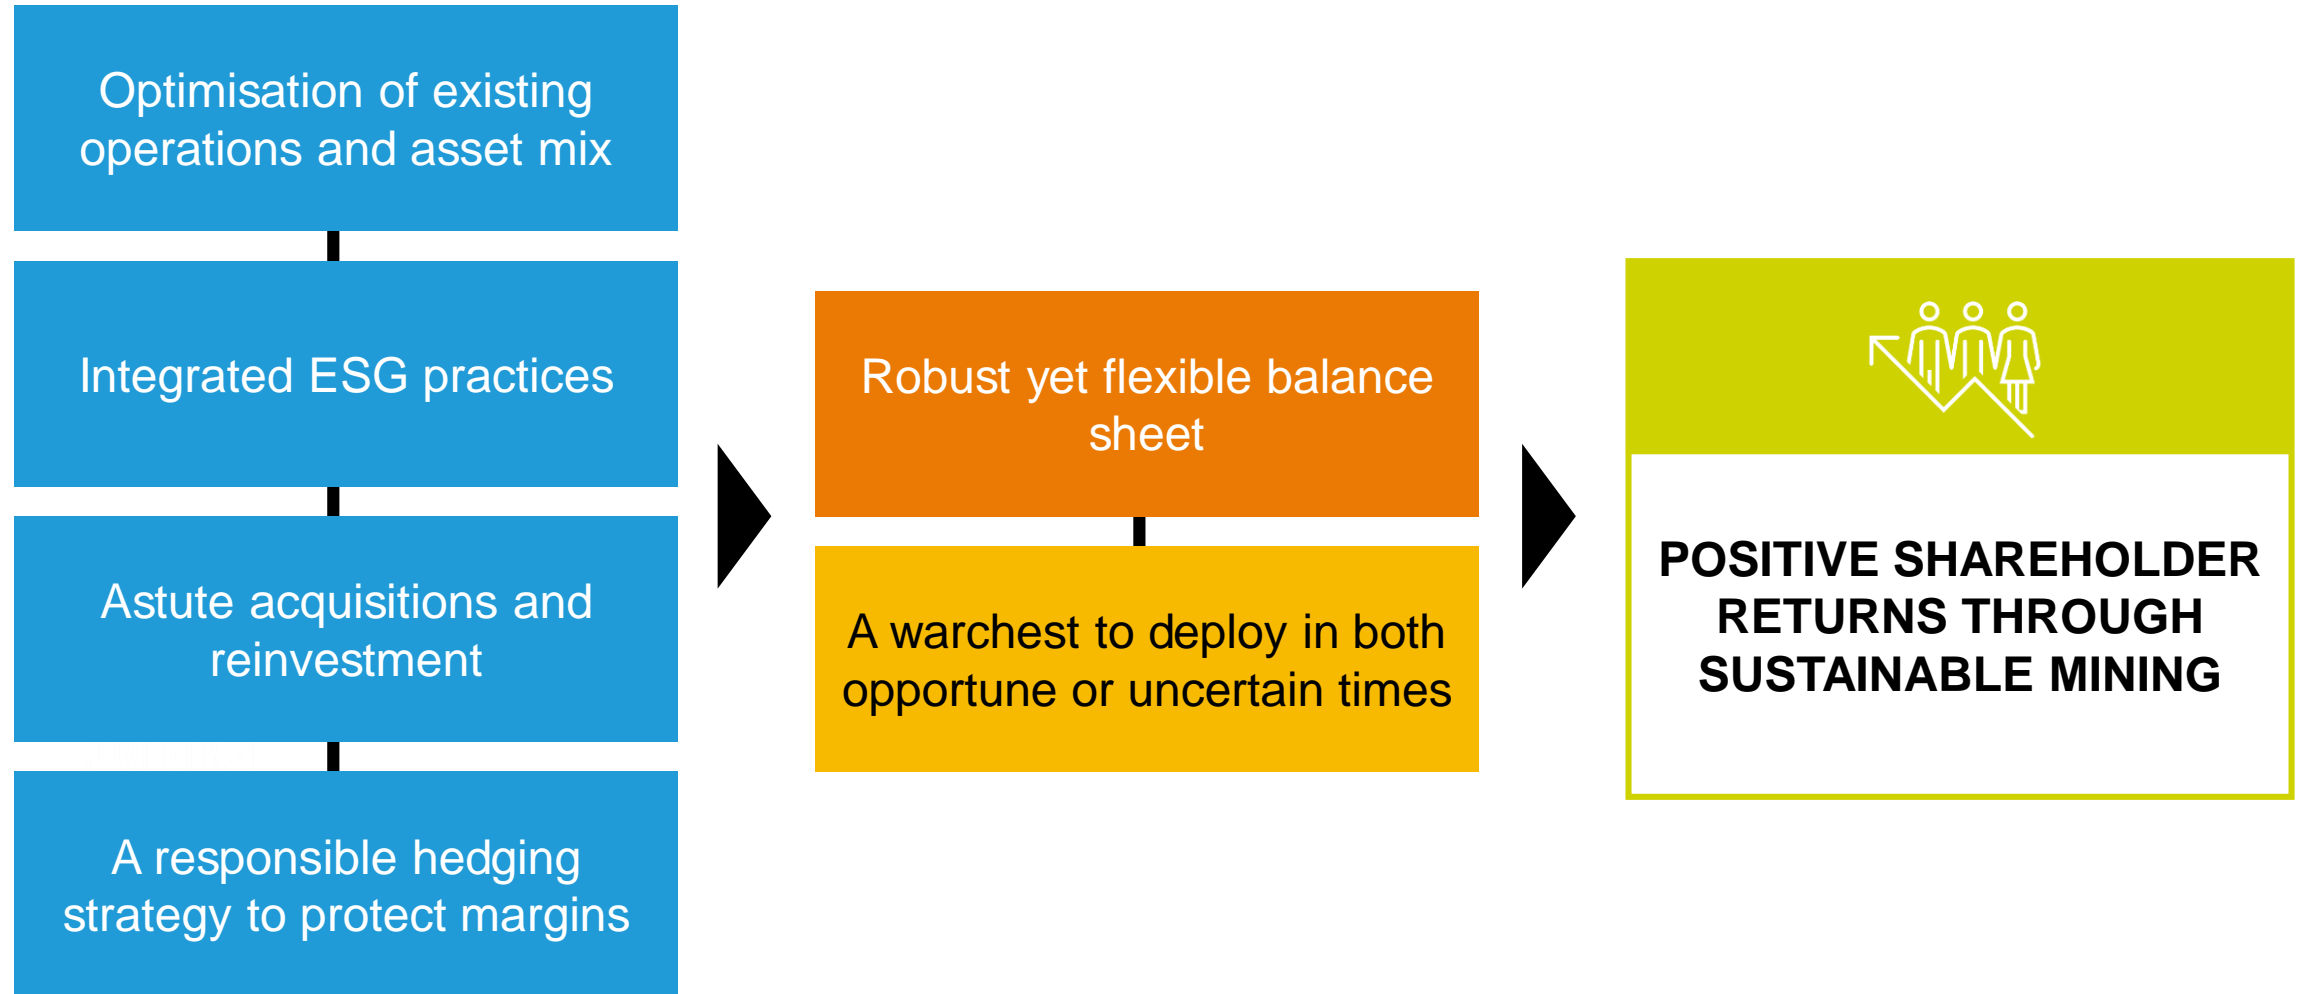 Optimisation of existing
operations and asset mix
Integrated ESG practices
Astute acquisitions and
reinvestment
A responsible hedging
strategy to protect margins
Robust yet flexible balance
sheet
A warchest to deploy in both
opportune or uncertain times
POSITIVE SHAREHOLDER
RETURNS THROUGH
SUSTAINABLE MINING